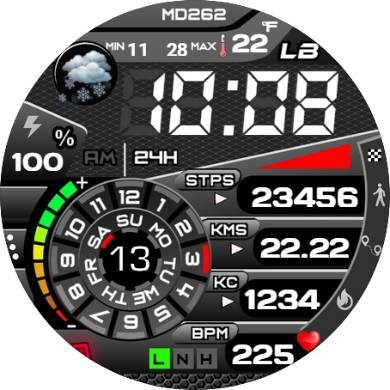 MD262
MIN 11 28 MAX 22 °F LB
10:08
%
100 AM 24H
STPS
23456
KMS
22.22
KC
1234
BPM
L N H 225
+
12 1 2 3 4 5 6 7 8 9 10 11
SU MO TU WE TH FR SA
13
-